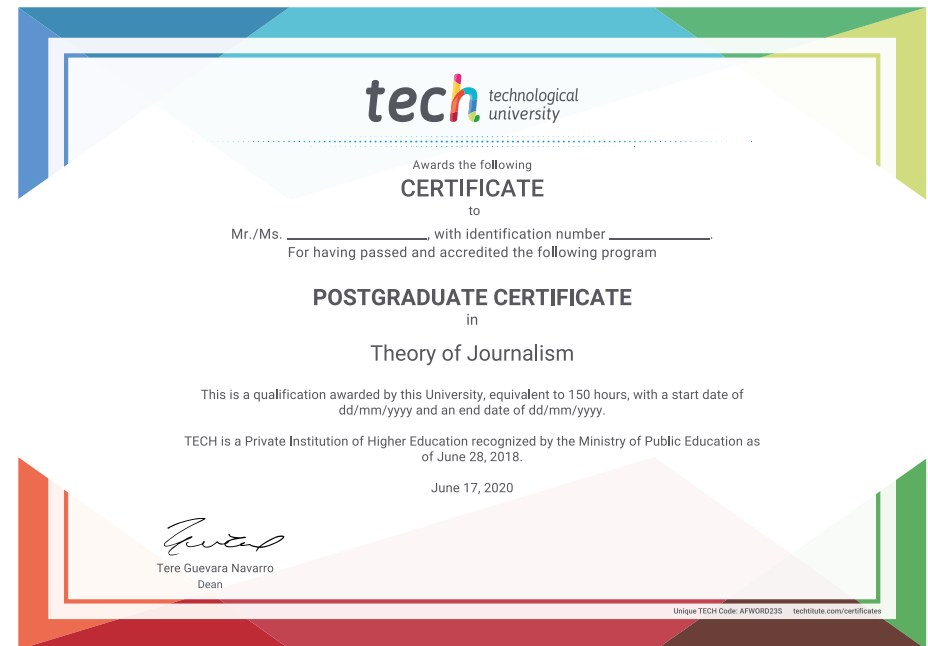 tech technological
university
Awards the following
CERTIFICATE
to
Mr./Ms. ____________________, with identification number ______________.
For having passed and accredited the following program
POSTGRADUATE CERTIFICATE
in
Theory of Journalism
This is a qualification awarded by this University, equivalent to 150 hours, with a start date of
dd/mm/yyyy and an end date of dd/mm/yyyy.
TECH is a Private Institution of Higher Education recognized by the Ministry of Public Education as
of June 28, 2018.
June 17, 2020
Tere Guevara Navarro
Dean
Unique TECH Code: AFWORD23S techtitute.com/certificates